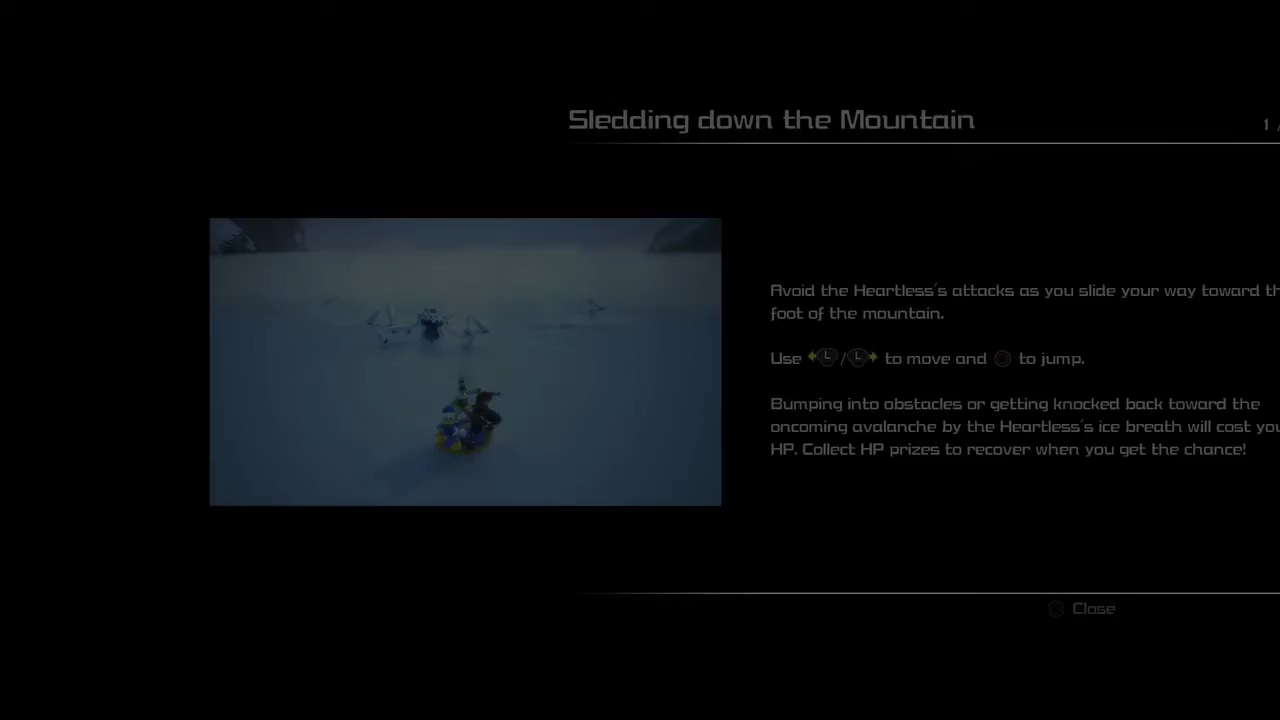 Sledding down the Mountain
1 /
Avoid the Heartless's attacks as you slide your way toward th
foot of the mountain.
Use L/L to move and to jump.
Bumping into obstacles or getting knocked back toward the
oncoming avalanche by the Heartless's ice breath will cost you
HP. Collect HP prizes to recover when you get the chance!
Close